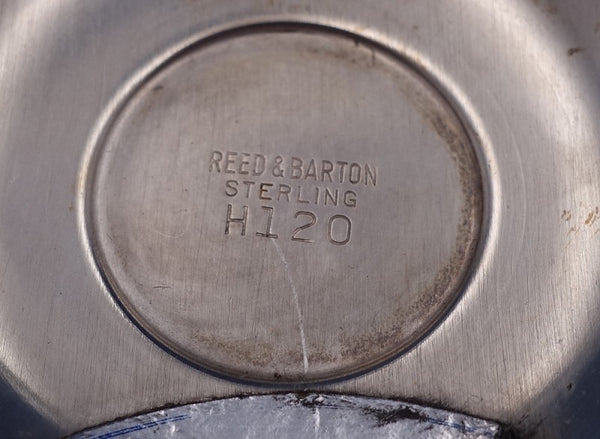 REED & BARTON
STERLING
H120